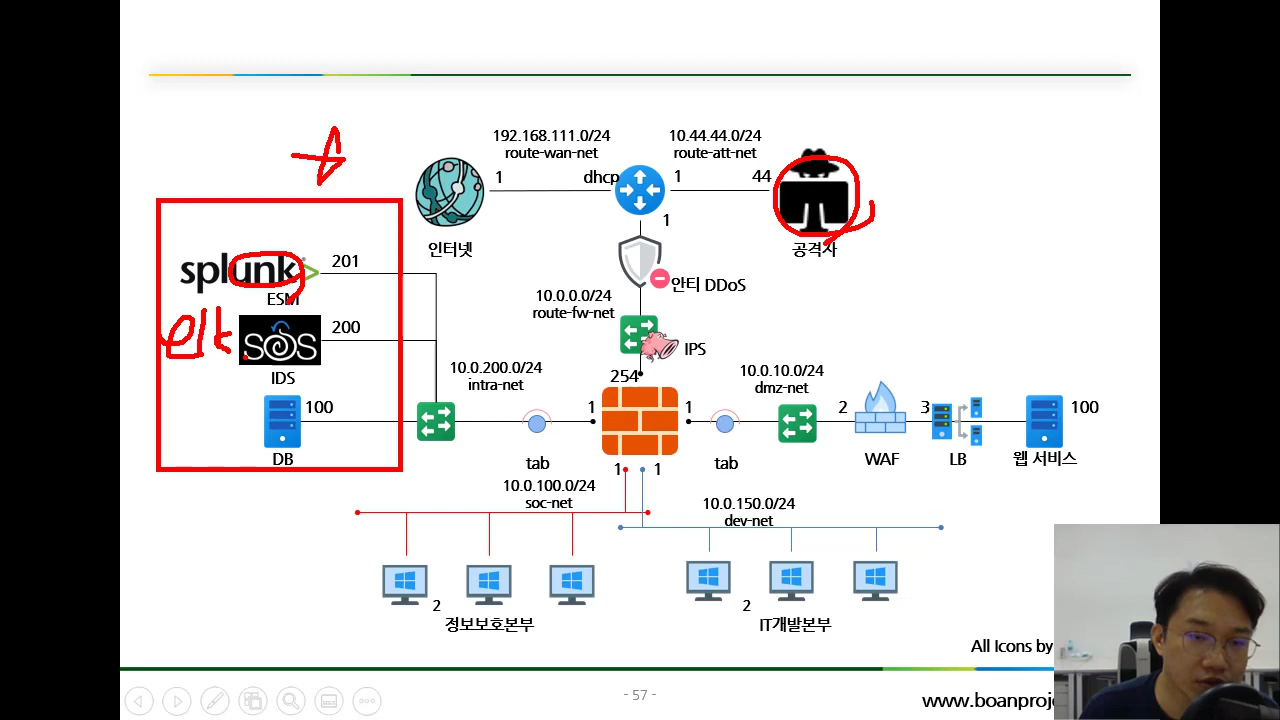 192.168.111.0/24
route-wan-net
10.44.44.0/24
route-att-net
1
dhcp
1
44
1
인터넷
공격자
splunk>
201
ESM
안티 DDoS
10.0.0.0/24
route-fw-net
SOS
200
IDS
IPS
10.0.200.0/24
intra-net
254
10.0.10.0/24
dmz-net
100
1
1
2
3
100
DB
tab
tab
WAF
LB
웹 서비스
1
1
10.0.100.0/24
soc-net
10.0.150.0/24
dev-net
2
정보보호본부
2
IT개발본부
All Icons by
- 57 -
www.boanproje